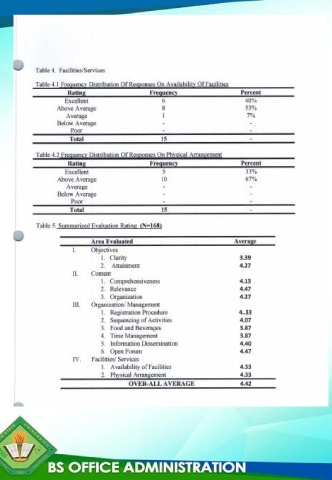 Table 4. Facilities/Services
Table 4.1 Frequency Distribution Of Responses On Availability Of Facilities
Rating Frequency Percent
Excellent 6 40%
Above Average 8 53%
Average 1 7%
Below Average - -
Poor - -
Total 15 -
Table 4.2 Frequency Distribution Of Responses On Physical Arrangement
Rating Frequency Percent
Excellent 5 33%
Above Average 10 67%
Average - -
Below Average - -
Poor - -
Total 15 -
Table 5. Summarized Evaluation Rating (N=168)
Area Evaluated Average
I. Objectives
1. Clarity 3.39
2. Attainment 4.27
II. Content
1. Comprehensiveness 4.13
2. Relevance 4.47
3. Organization 4.27
III. Organization/ Management
1. Registration Procedure 4..33
2. Sequencing of Activities 4.07
3. Food and Beverages 3.87
4. Time Management 3.87
5. Information Dissemination 4.40
6. Open Forum 4.47
IV. Facilities/ Services
1. Availability of Facilities 4.33
2. Physical Arrangement 4.33
OVER-ALL AVERAGE 4.42
BS OFFICE ADMINISTRATION